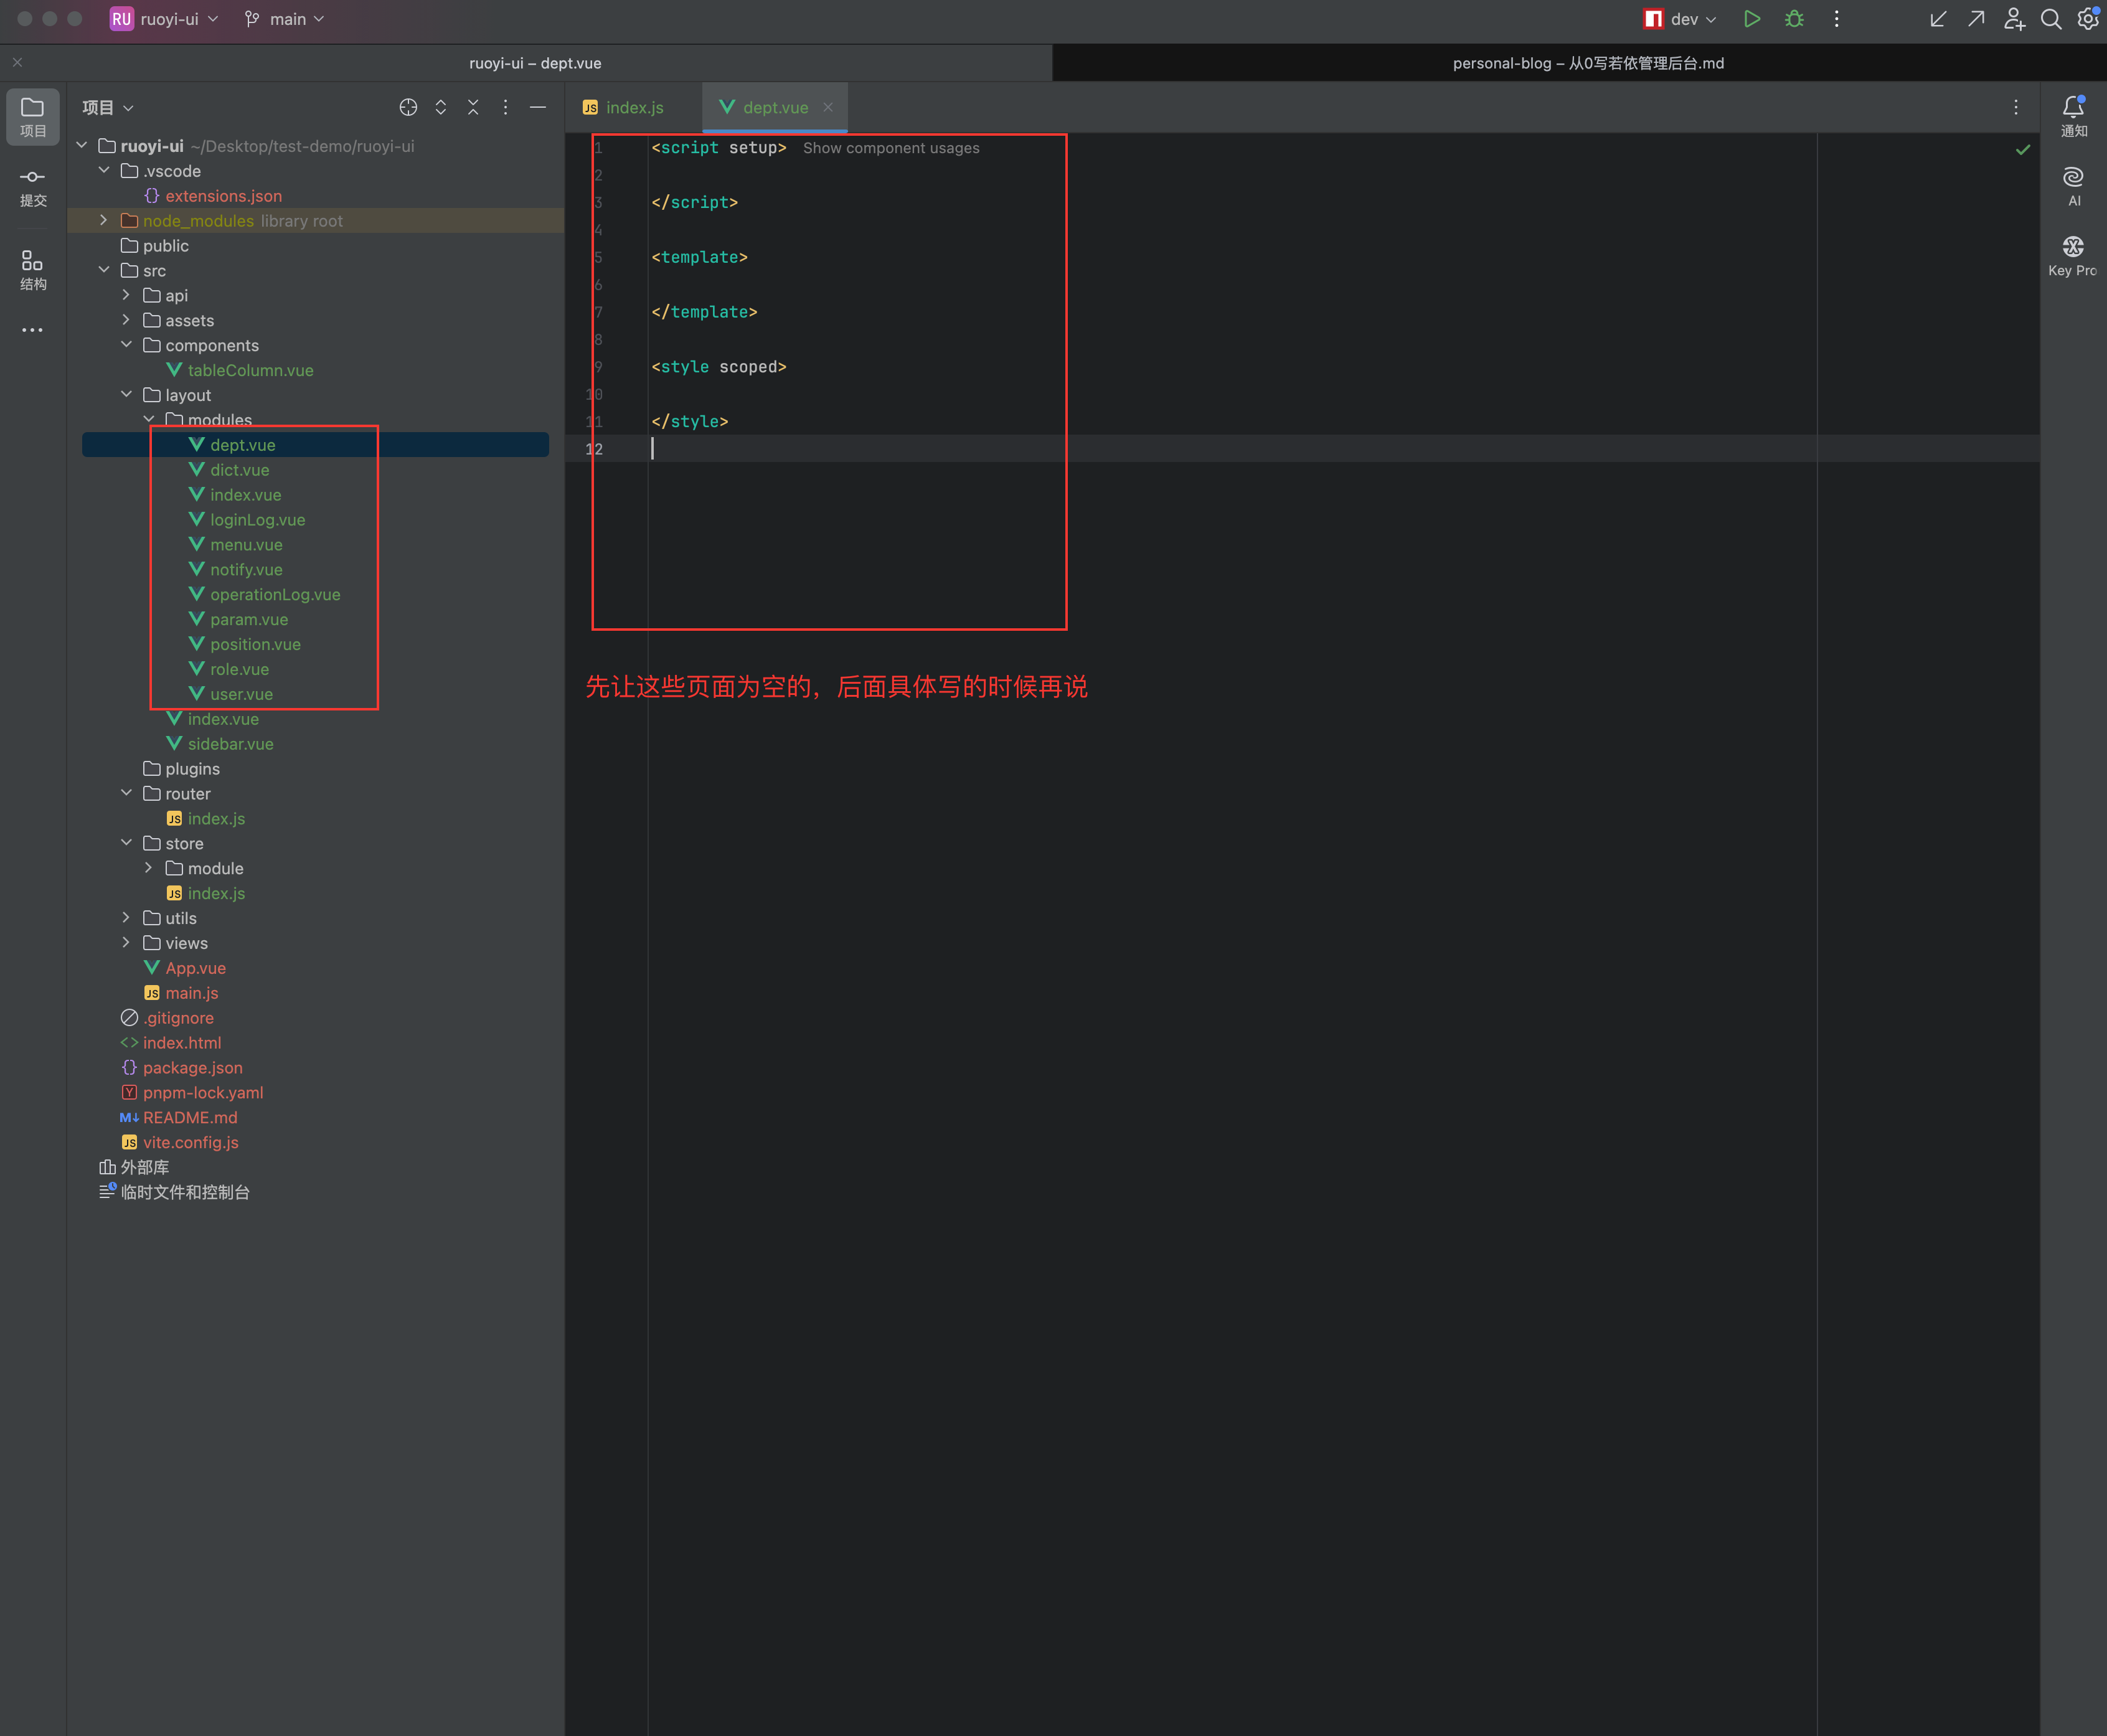 RU ruoyi-ui
main
dev
ruoyi-ui – dept.vue
personal-blog – 从0写若依管理后台.md
项目
提交
结构
项目
ruoyi-ui ~/Desktop/test-demo/ruoyi-ui
.vscode
extensions.json
node_modules library root
public
src
api
assets
components
tableColumn.vue
layout
modules
dept.vue
dict.vue
index.vue
loginLog.vue
menu.vue
notify.vue
operationLog.vue
param.vue
position.vue
role.vue
user.vue
index.vue
sidebar.vue
plugins
router
index.js
store
module
index.js
utils
views
App.vue
main.js
.gitignore
index.html
package.json
pnpm-lock.yaml
README.md
vite.config.js
外部库
临时文件和控制台
index.js
dept.vue
1 <script setup> Show component usages
2
3 </script>
4
5 <template>
6
7 </template>
8
9 <style scoped>
10
11 </style>
12
先让这些页面为空的，后面具体写的时候再说
通知
AI
Key Pro